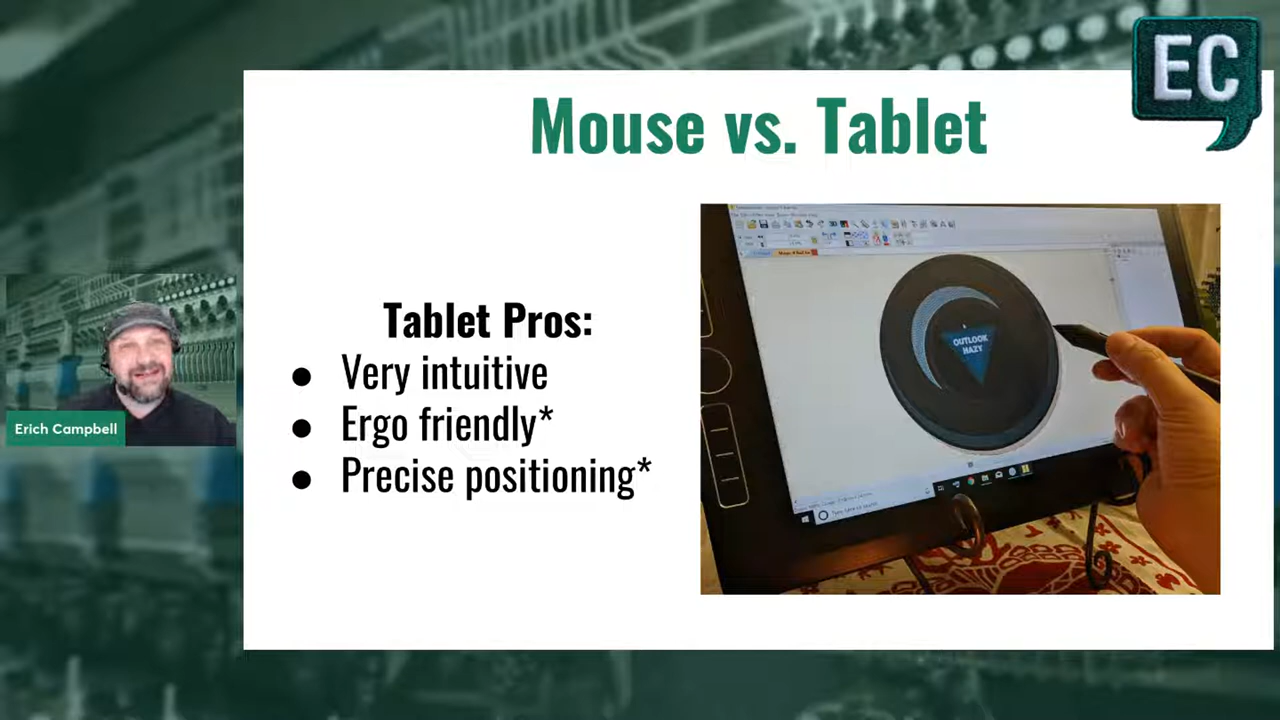 EC
Mouse vs. Tablet
Tablet Pros:
● Very intuitive
● Ergo friendly*
● Precise positioning*
OUTLOOK
HAZY
Erich Campbell